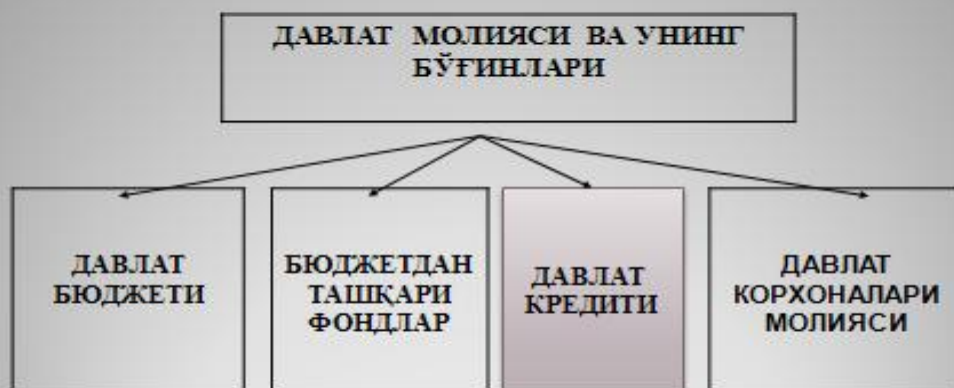 ДАВЛАТ МОЛИЯСИ ВА УНИНГ
БЎҒИНЛАРИ
ДАВЛАТ
БЮДЖЕТИ
БЮДЖЕТДАН
ТАШҚАРИ
ФОНДЛАР
ДАВЛАТ
КРЕДИТИ
ДАВЛАТ
КОРХОНАЛАРИ
МОЛИЯСИ